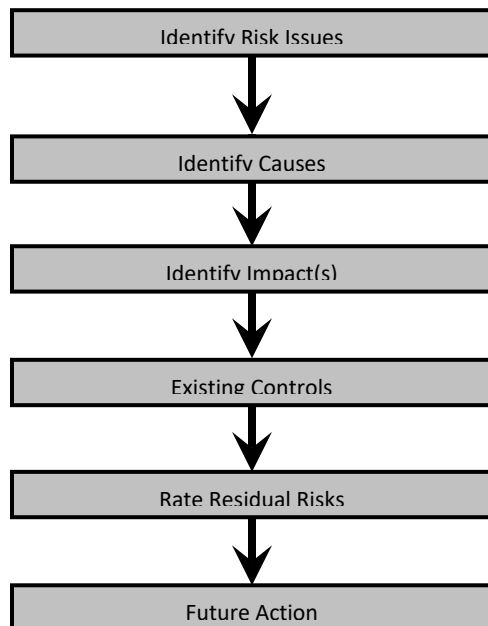 Identify Risk Issues
Identify Causes
Identify Impact(s)
Existing Controls
Rate Residual Risks
Future Action